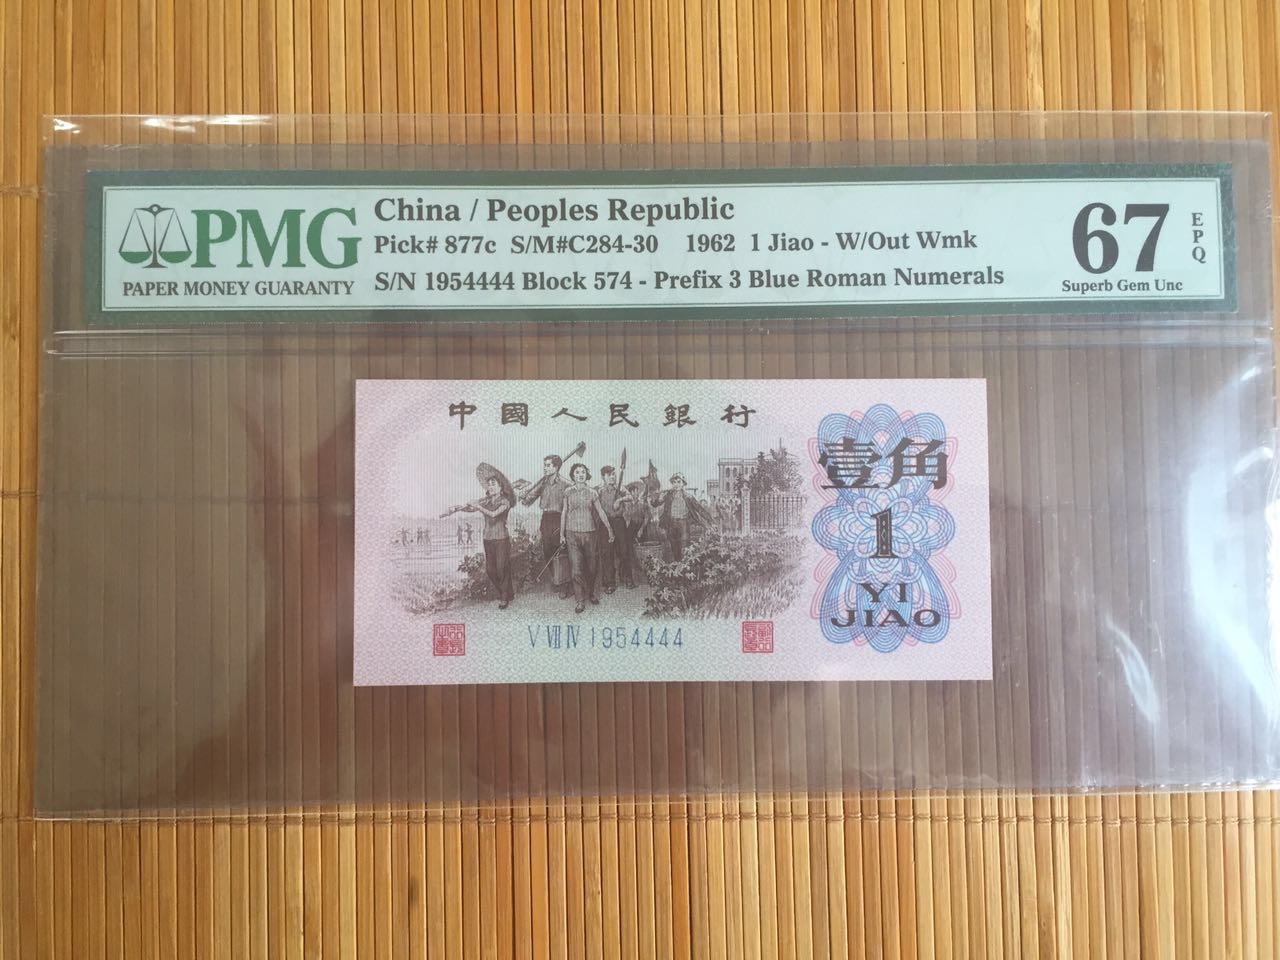 PMG
PAPER MONEY GUARANTY
China / Peoples Republic
Pick# 877c S/M#C284-30 1962 1 Jiao - W/Out Wmk
S/N 1954444 Block 574 - Prefix 3 Blue Roman Numerals
67
EPQ
Superb Gem Unc
中國人民銀行
壹角
1
YI
JIAO
V VII IV 1954444